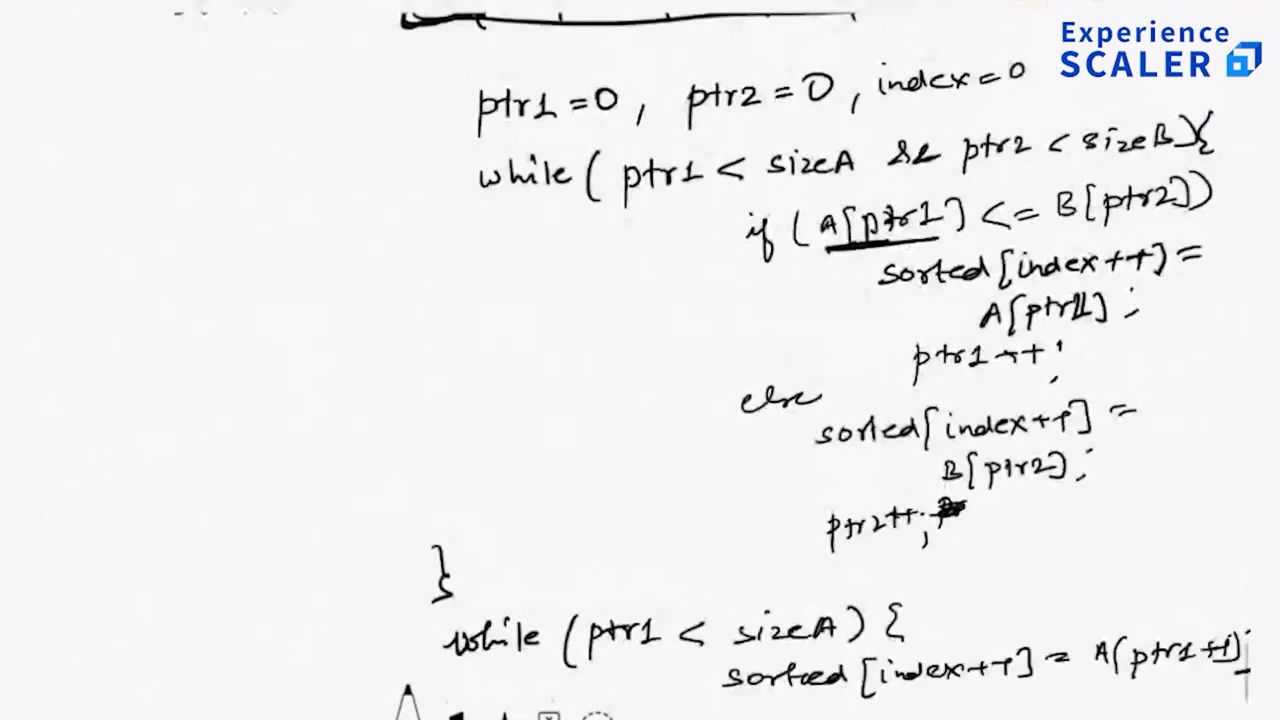 Experience
SCALER
ptr1 = 0, ptr2 = 0, index = 0
while( ptr1 < sizeA && ptr2 < sizeB){
if (A[ptr1] <= B[ptr2])
sorted[index++] =
A[ptr1];
ptr1++;
else
sorted[index++] =
B[ptr2];
ptr2++;
}
while (ptr1 < sizeA) {
sorted[index++] = A[ptr1++];